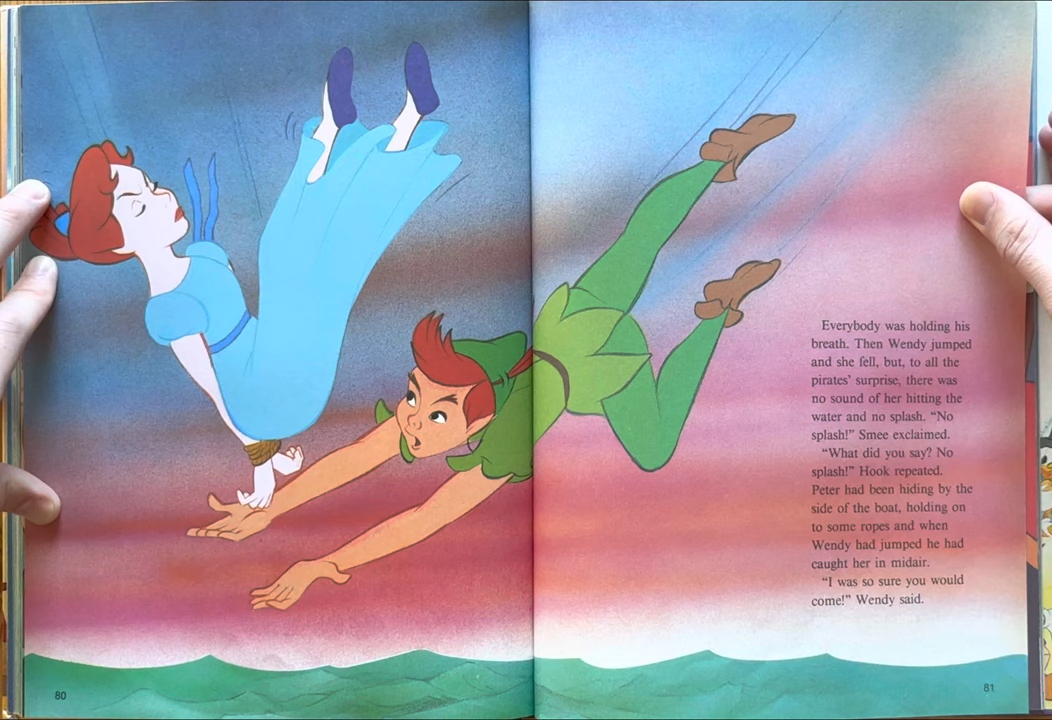 Everybody was holding his
breath. Then Wendy jumped
and she fell, but, to all the
pirates' surprise, there was
no sound of her hitting the
water and no splash. “No
splash!” Smee exclaimed.
“What did you say? No
splash!” Hook repeated.
Peter had been hiding by the
side of the boat, holding on
to some ropes and when
Wendy had jumped he had
caught her in midair.
“I was so sure you would
come!” Wendy said.
80
81